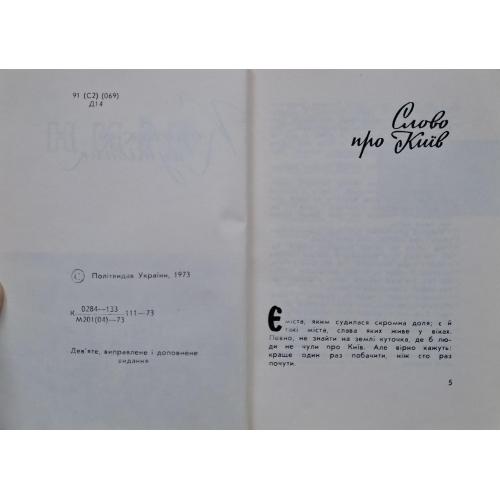 91 (С2) (069)
Д14
© Політвидав України, 1973
К 0284—133 111—73
М201(04)—73
Дев'яте, виправлене і доповнене
видання
Слово
про Київ
Є міста, яким судилася скромна доля; є й
такі міста, слава яких живе у віках.
Певно, не знайти на землі куточка, де б лю-
ди не чули про Київ. Але вірно кажуть:
краще один раз побачити, ніж сто раз
почути.
5